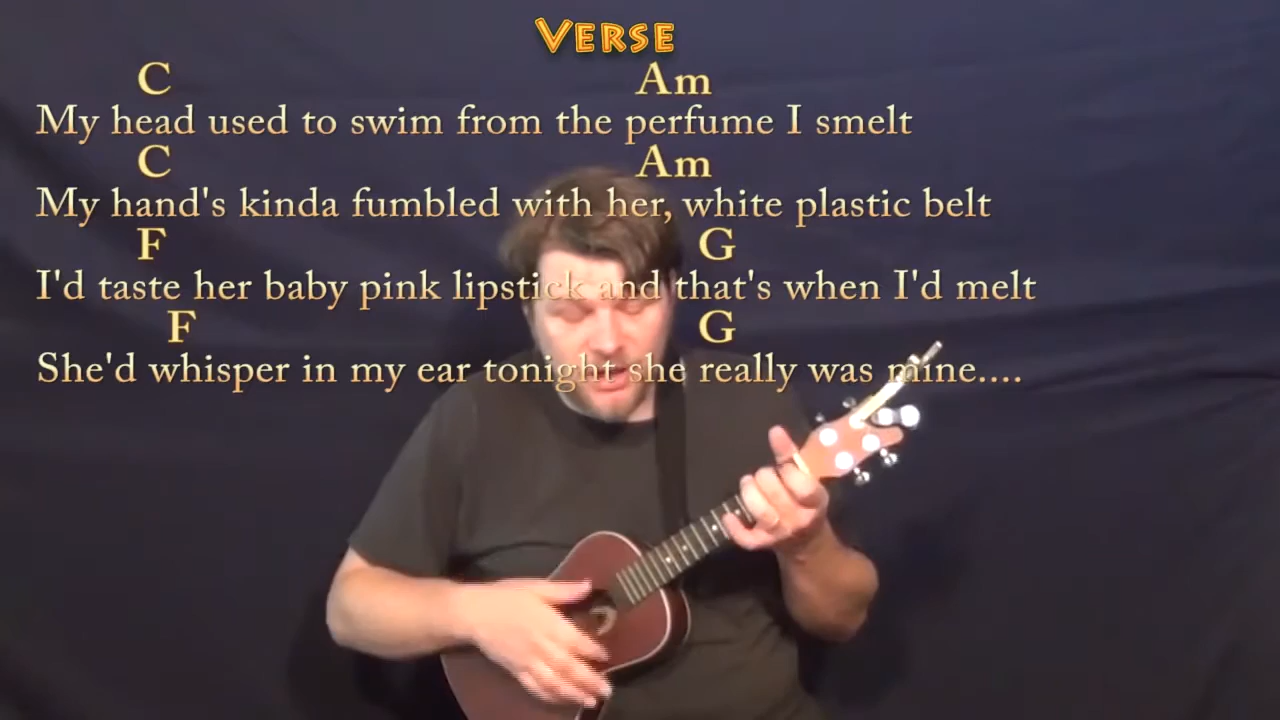 VERSE
C Am
My head used to swim from the perfume I smelt
C Am
My hand's kinda fumbled with her, white plastic belt
F G
I'd taste her baby pink lipstick and that's when I'd melt
F G
She'd whisper in my ear tonight she really was mine....